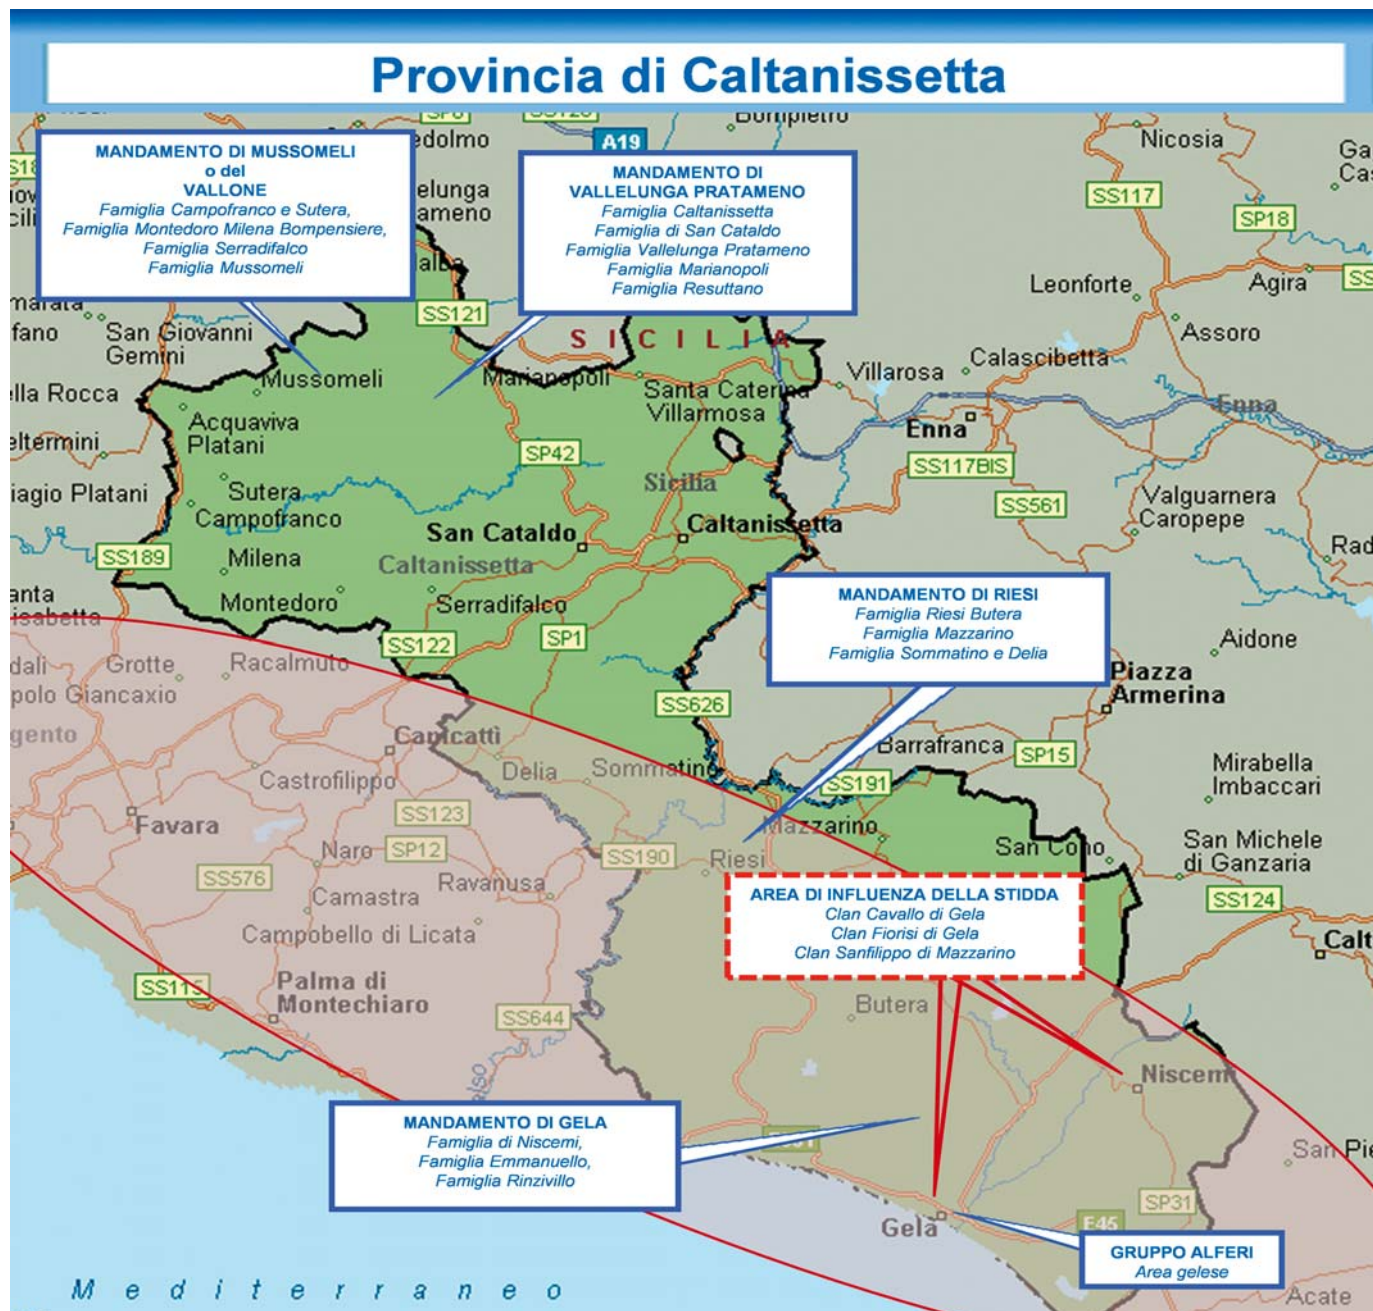 Provincia di Caltanissetta
MANDAMENTO DI MUSSOMELI
o del
VALLONE
Famiglia Campofranco e Sutera,
Famiglia Montedoro Milena Bompensiere,
Famiglia Serradifalco
Famiglia Mussomeli
MANDAMENTO DI
VALLELUNGA PRATAMENO
Famiglia Caltanissetta
Famiglia di San Cataldo
Famiglia Vallelunga Pratameno
Famiglia Marianopoli
Famiglia Resuttano
A19
Nicosia
SS117
SP18
Leonforte
Agira
Assoro
SS121
San Giovanni
Gemini
SICILIA
Calascibetta
Villarosa
Mussomeli
Marianopoli
Santa Caterina
Villarmosa
Acquaviva
Platani
Enna
Enna
SP42
SS117BIS
Sicilia
SS561
Valguarnera
Caropepe
Sutera
Campofranco
San Cataldo
Caltanissetta
SS189
Milena
Caltanissetta
Montedoro
Serradifalco
MANDAMENTO DI RIESI
Famiglia Riesi Butera
Famiglia Mazzarino
Famiglia Sommatino e Delia
SS122
SP1
Aidone
Grotte
Racalmuto
Piazza
Armerina
SS626
Canicattì
Barrafranca
SP15
Castrofilippo
Delia
Sommatino
SS191
Mirabella
Imbaccari
Favara
SS123
Mazzarino
San Cono
San Michele
di Ganzaria
Naro
SP12
SS190
Riesi
SS576
Ravanusa
Camastra
SS124
Campobello di Licata
AREA DI INFLUENZA DELLA STIDDA
Clan Cavallo di Gela
Clan Fiorisi di Gela
Clan Sanfilippo di Mazzarino
SS115
Palma di
Montechiaro
SS644
Butera
Niscemi
MANDAMENTO DI GELA
Famiglia di Niscemi,
Famiglia Emmanuello,
Famiglia Rinzivillo
SP31
Gela
E45
GRUPPO ALFERI
Area gelese
Mediterraneo
Acate